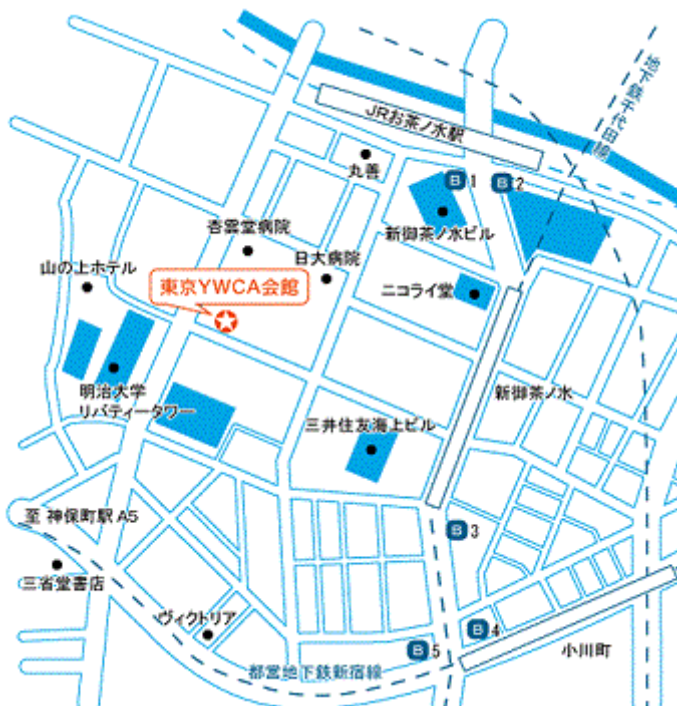 地下鉄千代田線
JRお茶ノ水駅
丸善
B1
B2
新御茶ノ水ビル
杏雲堂病院
日大病院
山の上ホテル
東京YWCA会館
ニコライ堂
明治大学
リバティータワー
新御茶ノ水
三井住友海上ビル
至 神保町駅 A5
B3
三省堂書店
ヴィクトリア
B4
B5
小川町
都営地下鉄新宿線